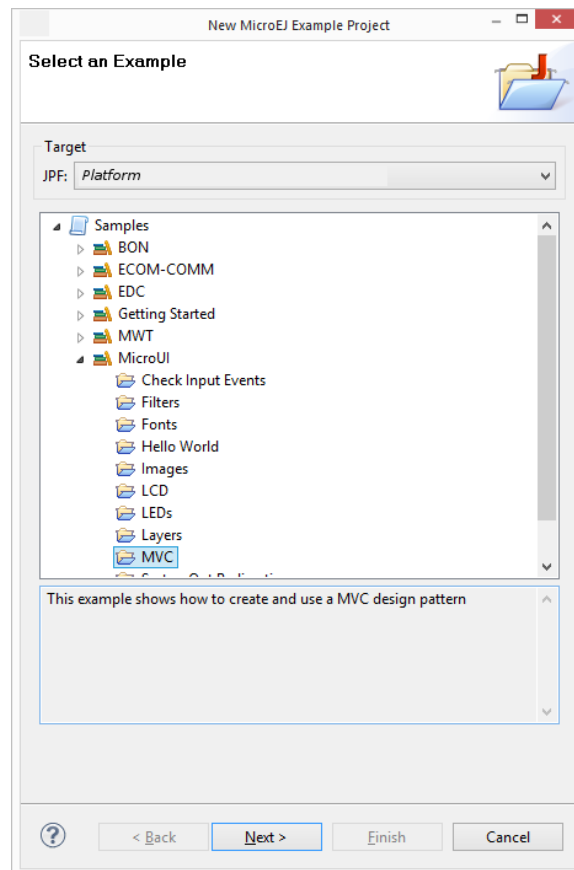 New MicroEJ Example Project
Select an Example
Target
JPF: Platform
Samples
BON
ECOM-COMM
EDC
Getting Started
MWT
MicroUI
Check Input Events
Filters
Fonts
Hello World
Images
LCD
LEDs
Layers
MVC
This example shows how to create and use a MVC design pattern
< Back Next > Finish Cancel